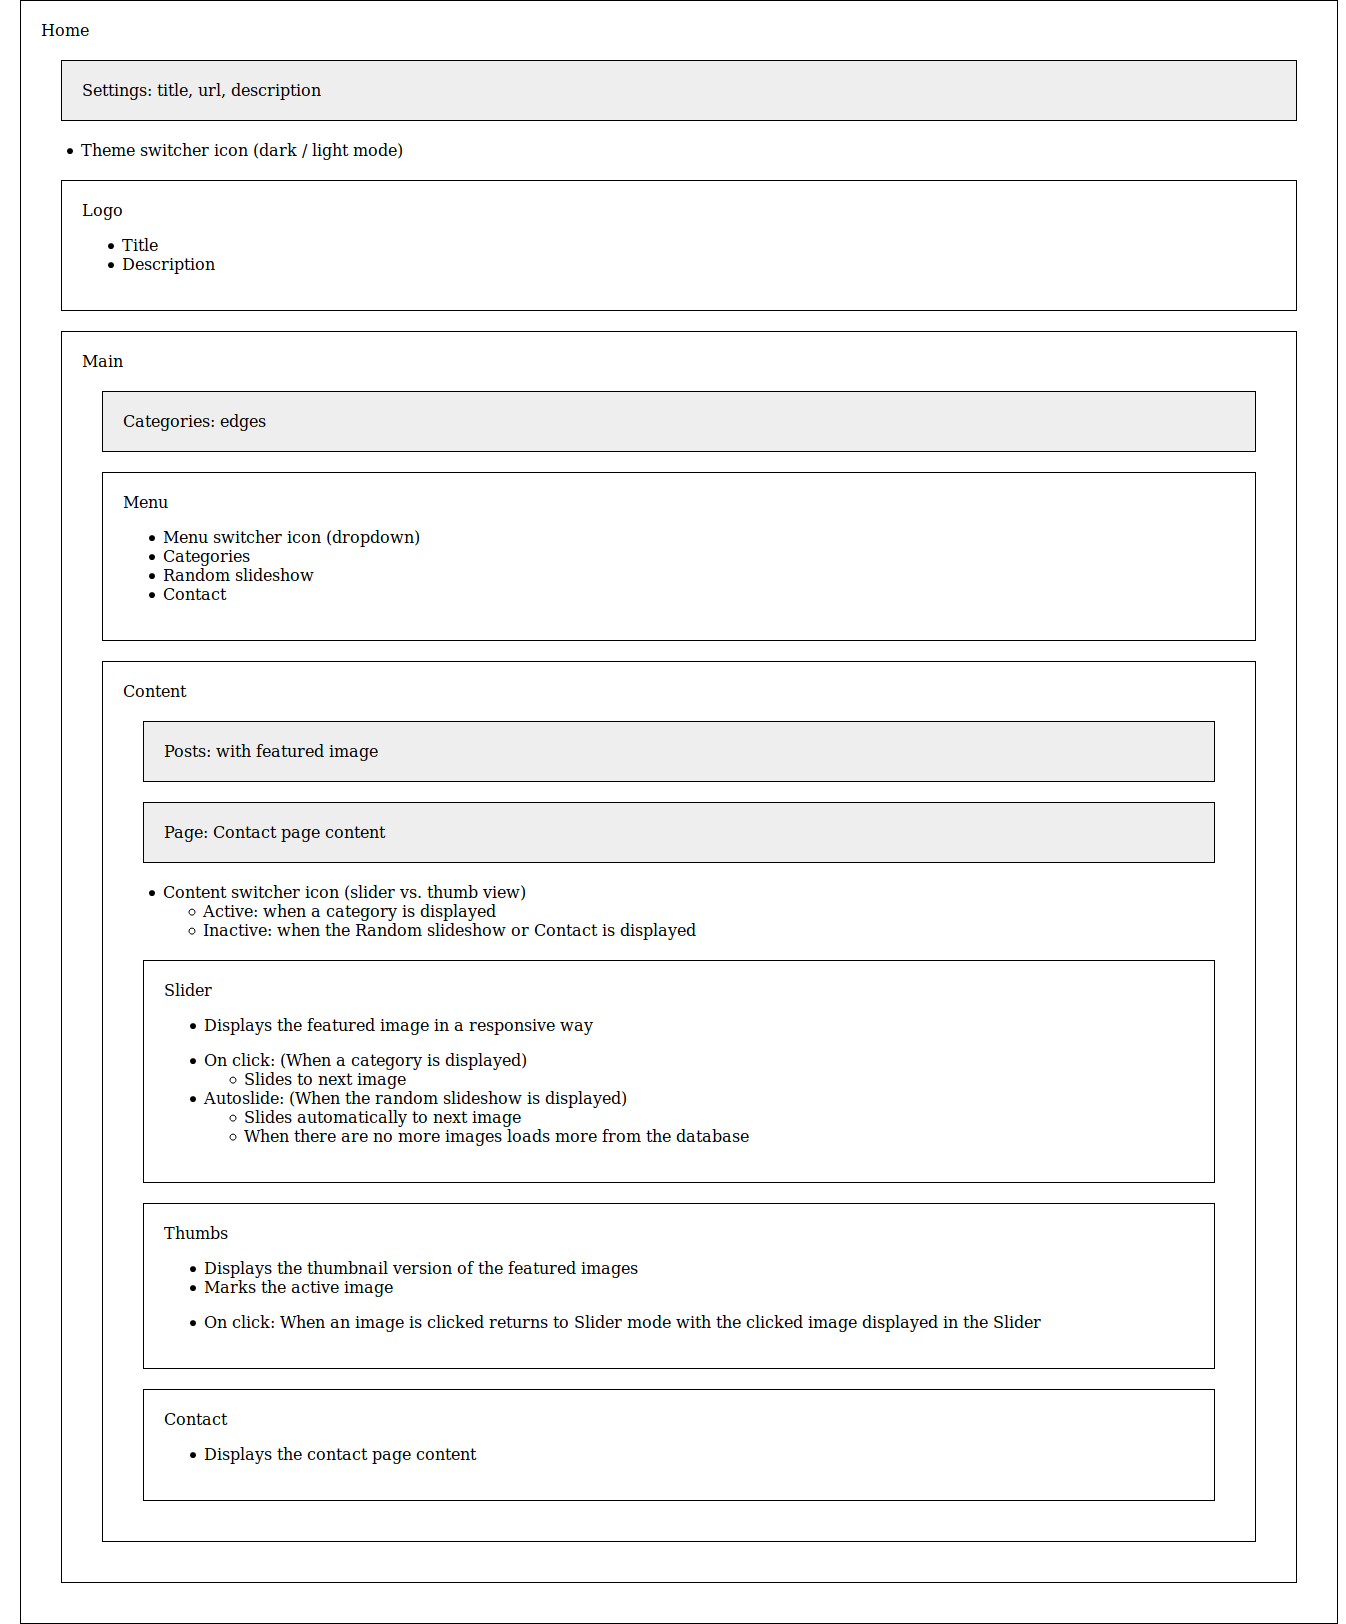 Home
Settings: title, url, description
Theme switcher icon (dark / light mode)
Logo
Title
Description
Main
Categories: edges
Menu
Menu switcher icon (dropdown)
Categories
Random slideshow
Contact
Content
Posts: with featured image
Page: Contact page content
Content switcher icon (slider vs. thumb view)
Active: when a category is displayed
Inactive: when the Random slideshow or Contact is displayed
Slider
Displays the featured image in a responsive way
On click: (When a category is displayed)
Slides to next image
Autoslide: (When the random slideshow is displayed)
Slides automatically to next image
When there are no more images loads more from the database
Thumbs
Displays the thumbnail version of the featured images
Marks the active image
On click: When an image is clicked returns to Slider mode with the clicked image displayed in the Slider
Contact
Displays the contact page content